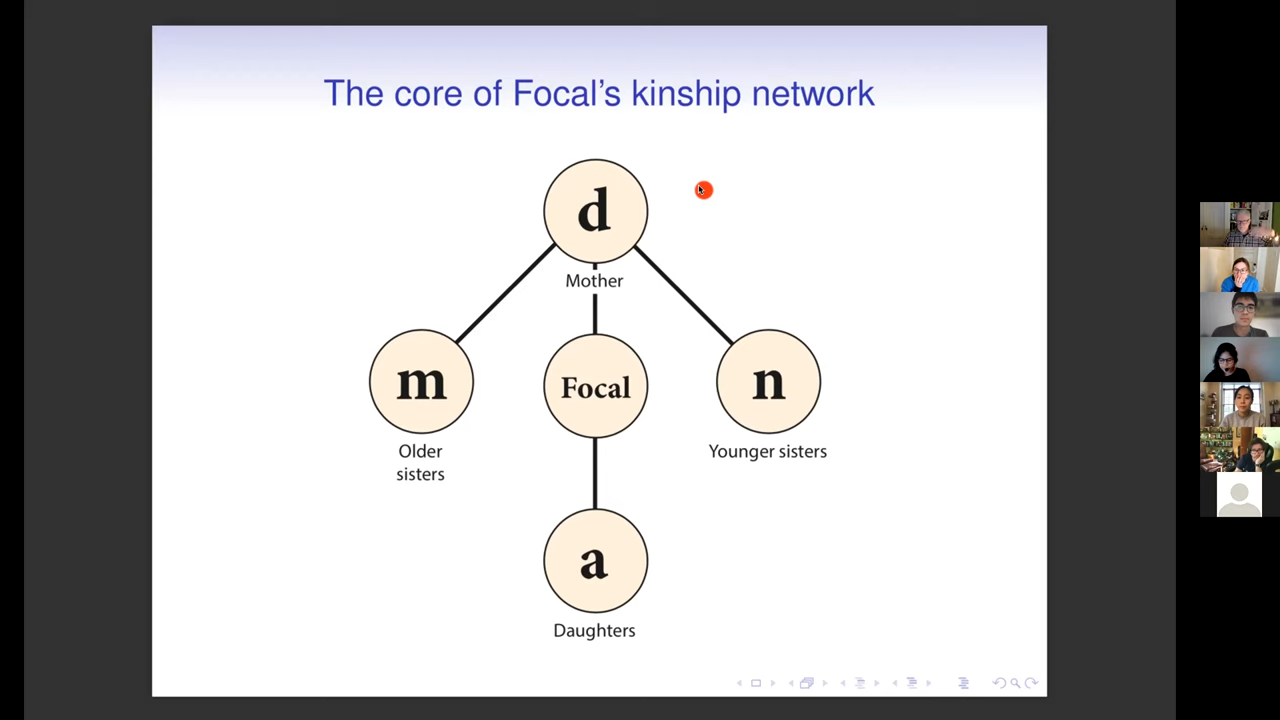 The core of Focal's kinship network
d
Mother
m
Focal
n
Older
sisters
Younger sisters
a
Daughters